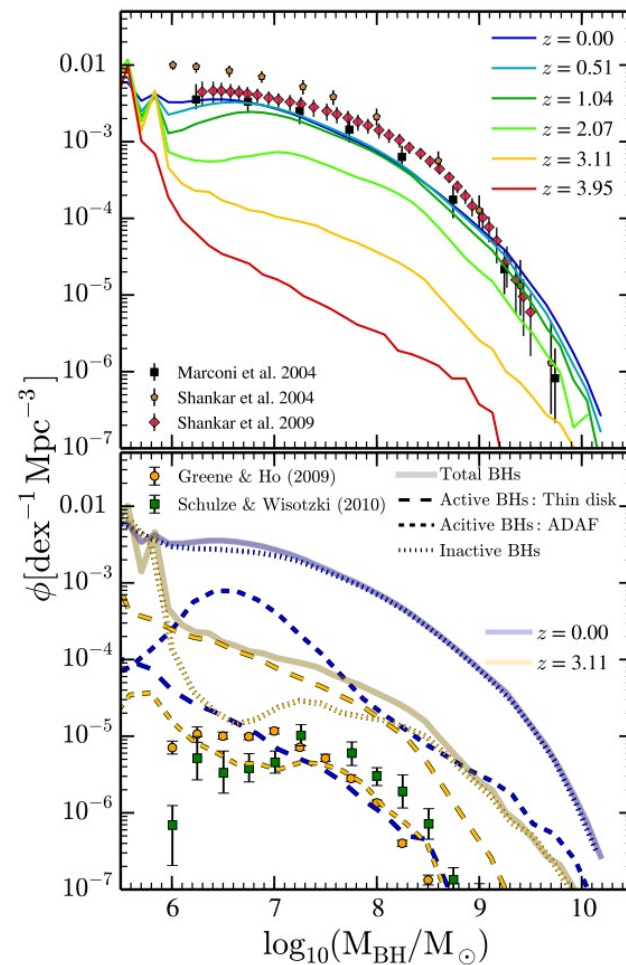 0.01
10⁻³
10⁻⁴
10⁻⁵
10⁻⁶
10⁻⁷
z = 0.00
z = 0.51
z = 1.04
z = 2.07
z = 3.11
z = 3.95
Marconi et al. 2004
Shankar et al. 2004
Shankar et al. 2009
ϕ[dex⁻¹ Mpc⁻³]
Greene & Ho (2009)
Schulze & Wisotzki (2010)
Total BHs
Active BHs: Thin disk
Acitive BHs: ADAF
Inactive BHs
z = 0.00
z = 3.11
0.01
10⁻³
10⁻⁴
10⁻⁵
10⁻⁶
10⁻⁷
6 7 8 9 10
log₁₀(M_BH/M_⊙)